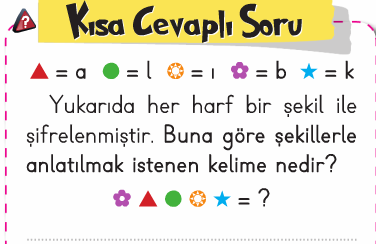 ?
Kısa Cevaplı Soru
= a = l = ı = b = k
Yukarıda her harf bir şekil ile
şifrelenmiştir. Buna göre şekillerle
anlatılmak istenen kelime nedir?
= ?